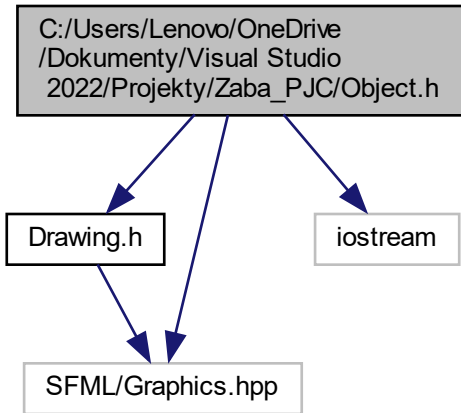 C:/Users/Lenovo/OneDrive
/Dokumenty/Visual Studio
2022/Projekty/Zaba_PJC/Object.h
Drawing.h
iostream
SFML/Graphics.hpp